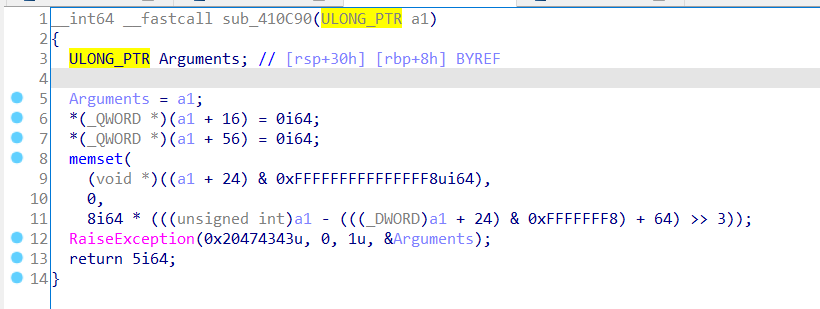 1 __int64 __fastcall sub_410C90(ULONG_PTR a1)
2 {
3 ULONG_PTR Arguments; // [rsp+30h] [rbp+8h] BYREF
4
5 Arguments = a1;
6 *(_QWORD *)(a1 + 16) = 0i64;
7 *(_QWORD *)(a1 + 56) = 0i64;
8 memset(
9 (void *)((a1 + 24) & 0xFFFFFFFFFFFFFFF8ui64),
10 0,
11 8i64 * (((unsigned int)a1 - (((_DWORD)a1 + 24) & 0xFFFFFFF8) + 64) >> 3));
12 RaiseException(0x20474343u, 0, 1u, &Arguments);
13 return 5i64;
14 }